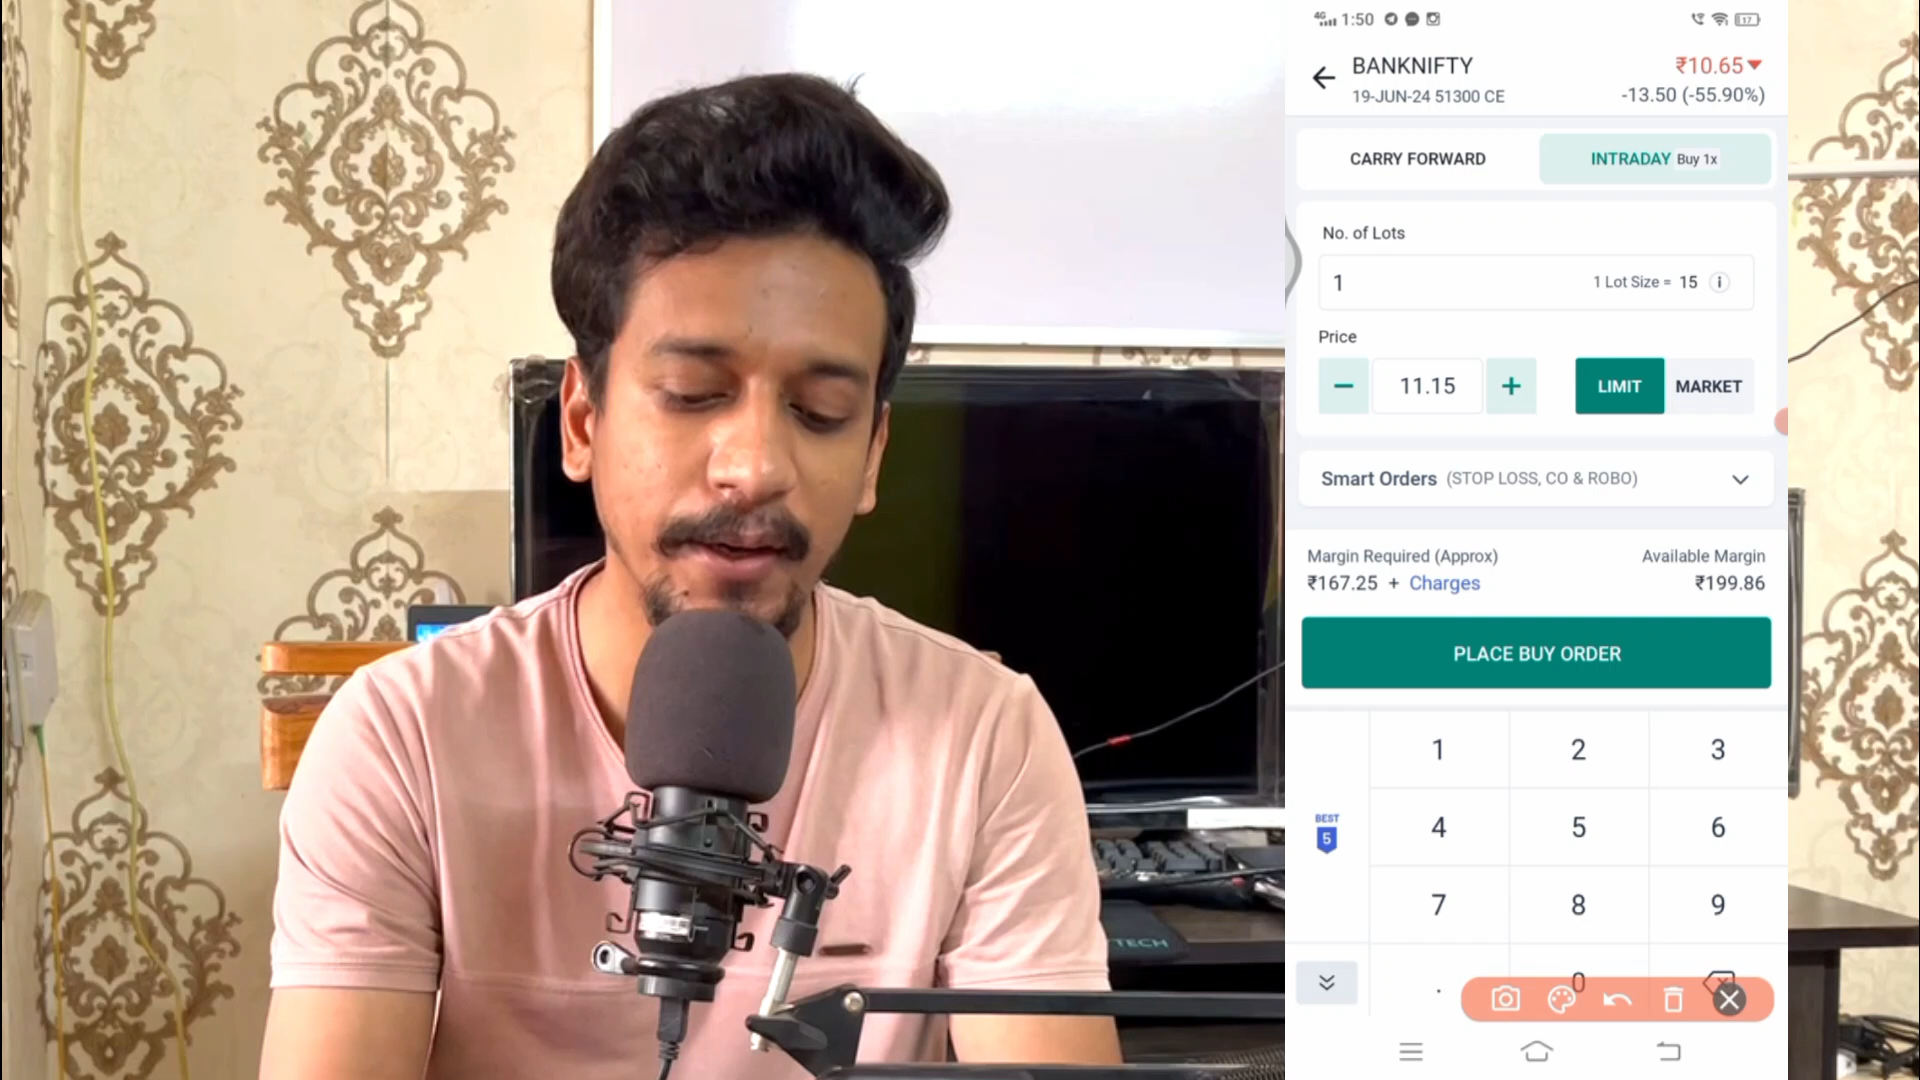 4G 1:50 17
BANKNIFTY ₹10.65
19-JUN-24 51300 CE -13.50 (-55.90%)
CARRY FORWARD INTRADAY Buy 1x
No. of Lots
1 1 Lot Size = 15 i
Price
− 11.15 + LIMIT MARKET
Smart Orders (STOP LOSS, CO & ROBO)
Margin Required (Approx) Available Margin
₹167.25 + Charges ₹199.86
PLACE BUY ORDER
1 2 3
BEST
5
4 5 6
7 8 9
. 0
TECH